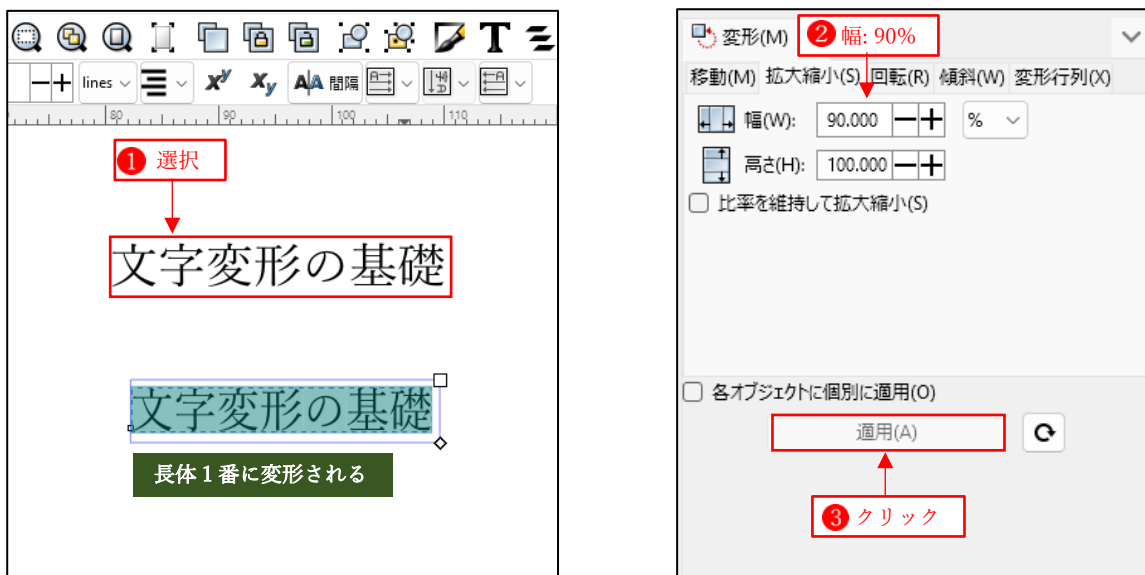 lines
間隔
80 90 100 110
1 選択
文字変形の基礎
文字変形の基礎
長体１番に変形される
変形(M)
2 幅: 90%
移動(M) 拡大縮小(S) 回転(R) 傾斜(W) 変形行列(X)
幅(W): 90.000 %
高さ(H): 100.000
比率を維持して拡大縮小(S)
各オブジェクトに個別に適用(O)
適用(A)
3 クリック